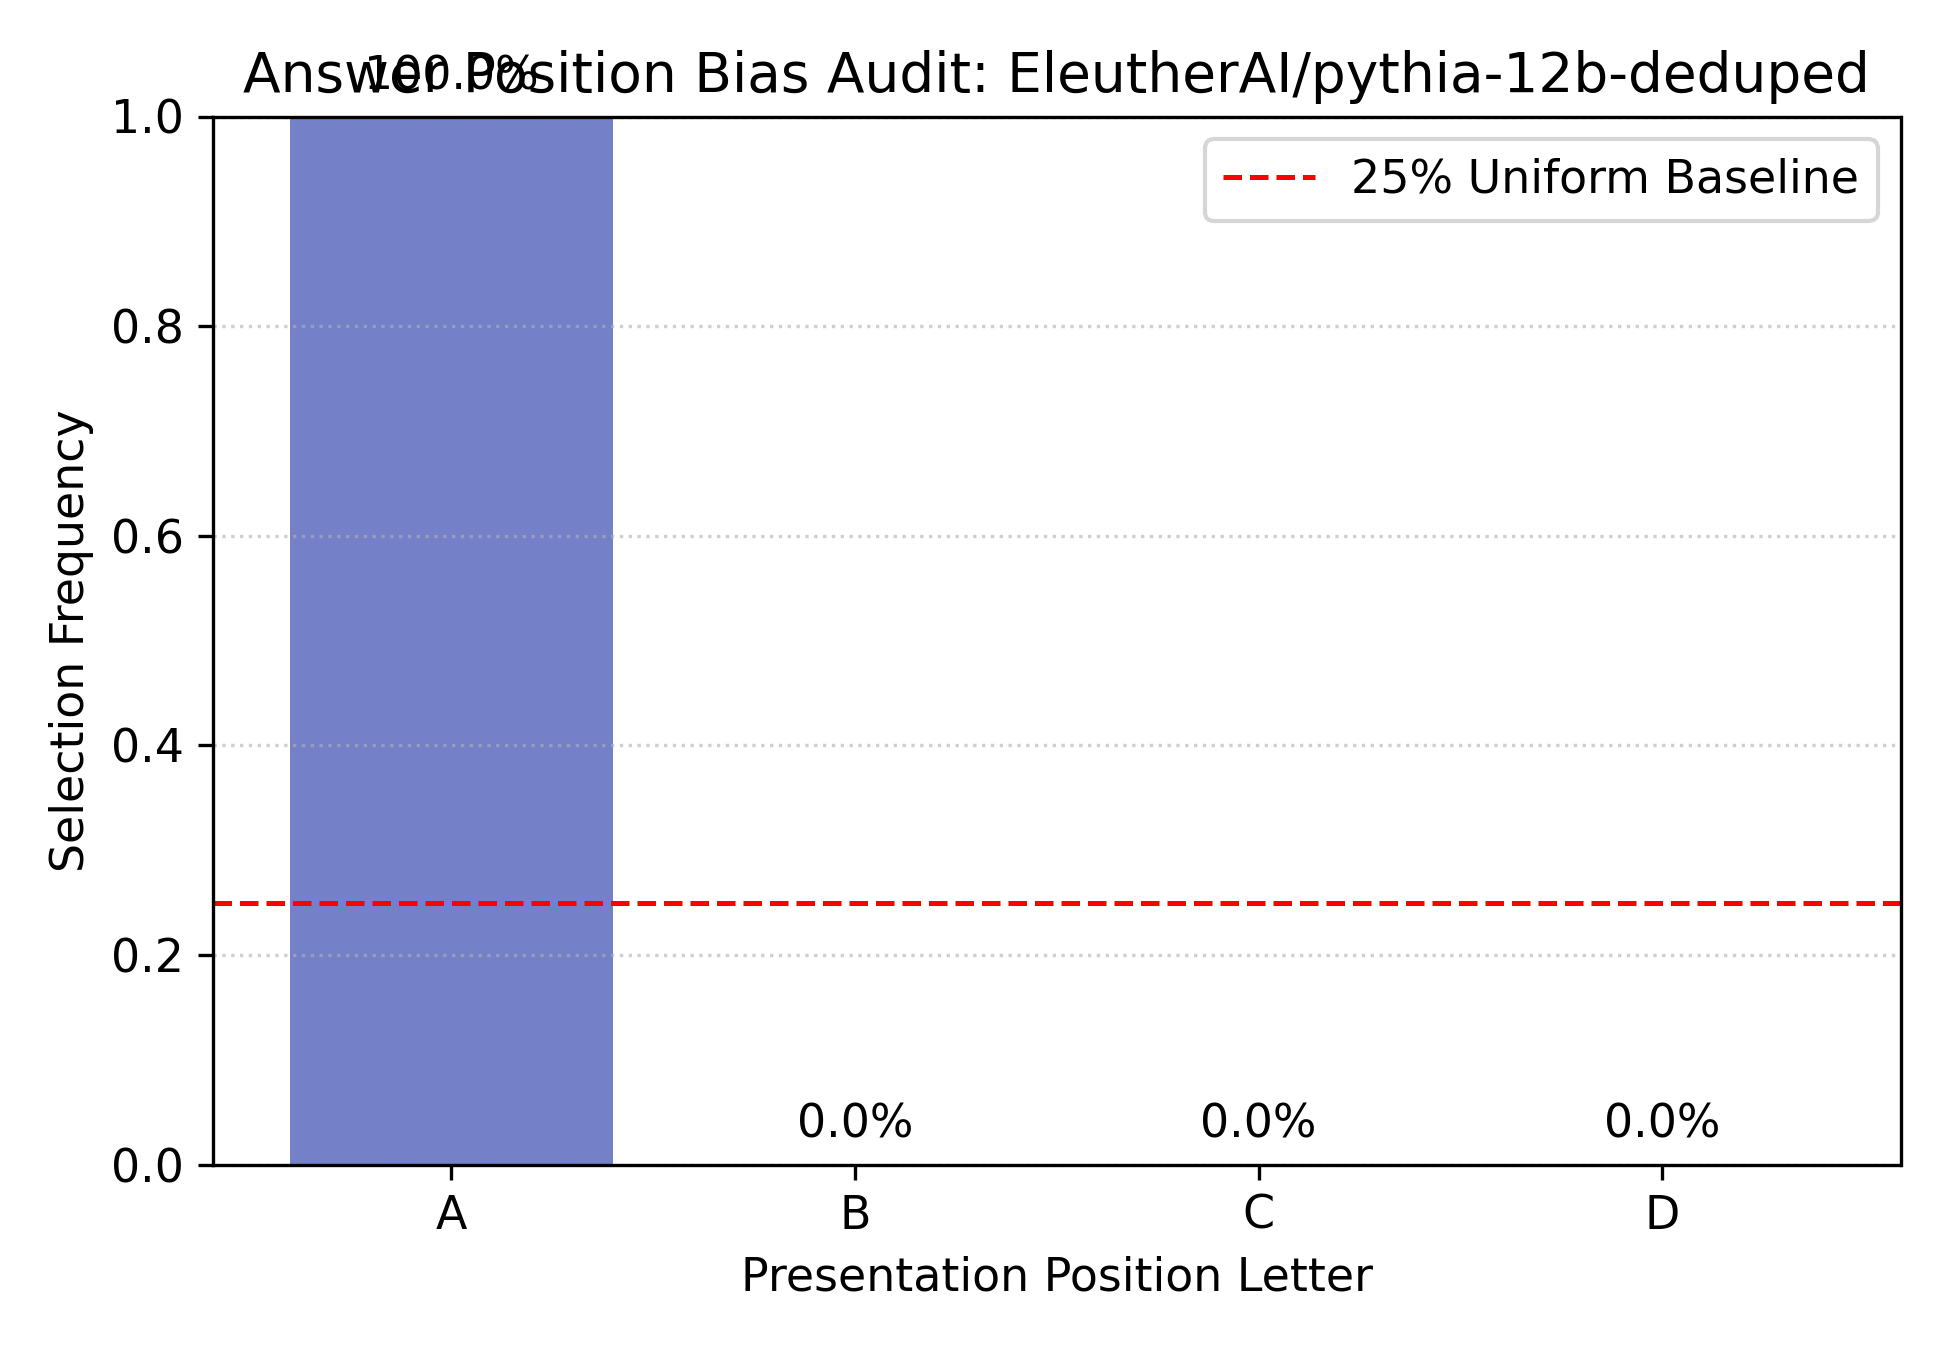 Answer Position Bias Audit: EleutherAI/pythia-12b-deduped
100.0%
25% Uniform Baseline
1.0
0.8
0.6
0.4
0.2
0.0
Selection Frequency
0.0%
0.0%
0.0%
A
B
C
D
Presentation Position Letter